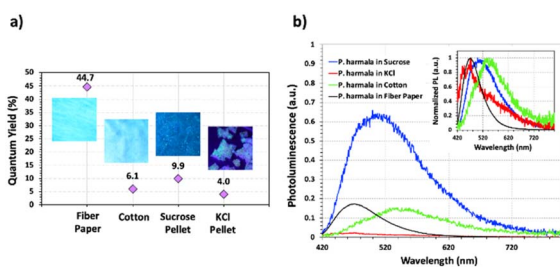 a)
Quantum Yield (%)
50
45
40
35
30
25
20
15
10
5
0
44.7
6.1
9.9
4.0
Fiber
Paper
Cotton
Sucrose
Pellet
KCl
Pellet
b)
Photoluminescence (a.u.)
1
0.9
0.8
0.7
0.6
0.5
0.4
0.3
0.2
0.1
0
420
520
620
720
Wavelength (nm)
P. harmala in Sucrose
P. harmala in KCl
P. harmala in Cotton
P. harmala in Fiber Paper
Normalized PL (a.u.)
1
0.8
0.6
0.4
0.2
0
420
520
620
720
Wavelength (nm)